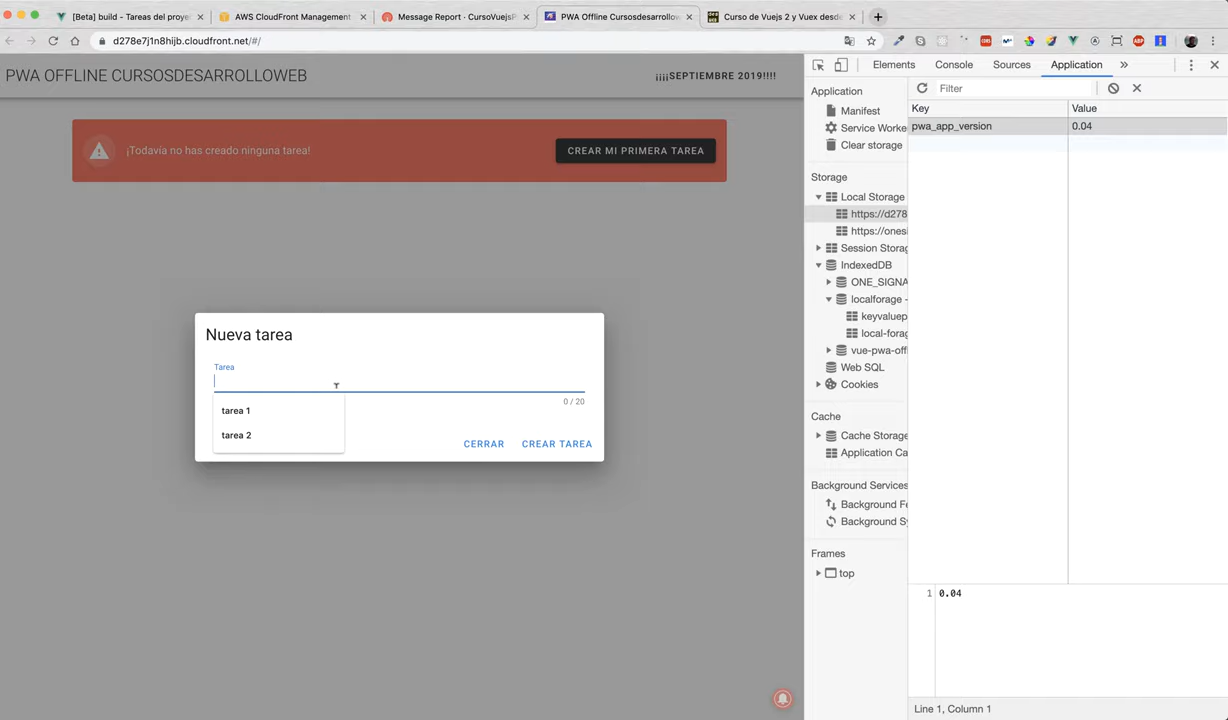 [Beta] build - Tareas del proye
AWS CloudFront Management
Message Report - CursoVuejsP
PWA Offline Cursosdesarrollow
Curso de Vuejs 2 y Vuex desde
d278e7j1n8hijb.cloudfront.net/#/
PWA OFFLINE CURSOSDESARROLLOWEB
¡¡¡¡SEPTIEMBRE 2019!!!!
¡Todavía no has creado ninguna tarea!
CREAR MI PRIMERA TAREA
Nueva tarea
Tarea
0 / 20
tarea 1
tarea 2
CERRAR
CREAR TAREA
Elements
Console
Sources
Application
Application
Manifest
Service Worke
Clear storage
Storage
Local Storage
https://d278
https://onesi
Session Storag
IndexedDB
ONE_SIGNA
localforage -
keyvaluep
local-forag
vue-pwa-offl
Web SQL
Cookies
Cache
Cache Storage
Application Ca
Background Services
Background Fe
Background Sy
Frames
top
Filter
Key
Value
pwa_app_version
0.04
1
0.04
Line 1, Column 1